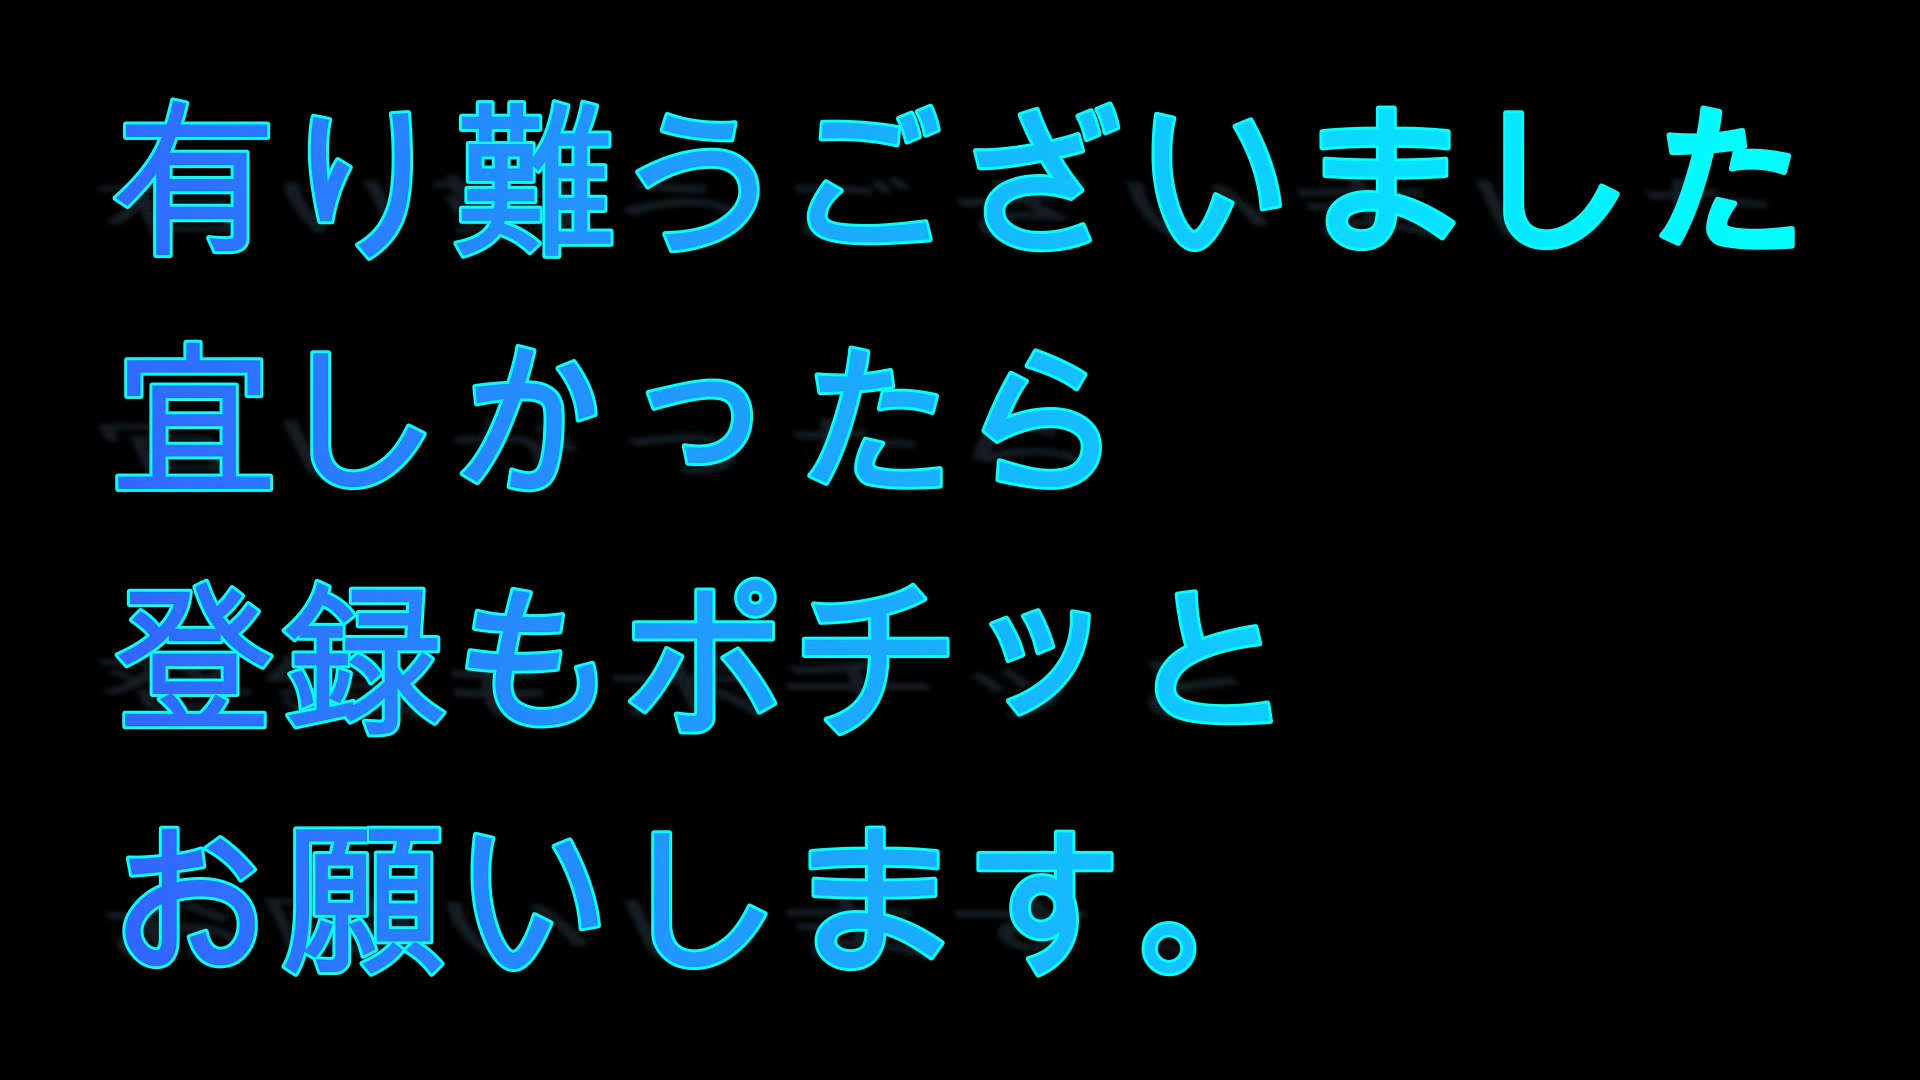 有り難うございました
宜しかったら
登録もポチッと
お願いします。